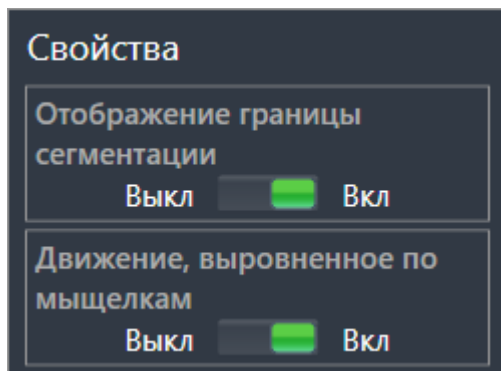 Свойства
Отображение границы
сегментации
Выкл Вкл
Движение, выровненное по
мыщелкам
Выкл Вкл